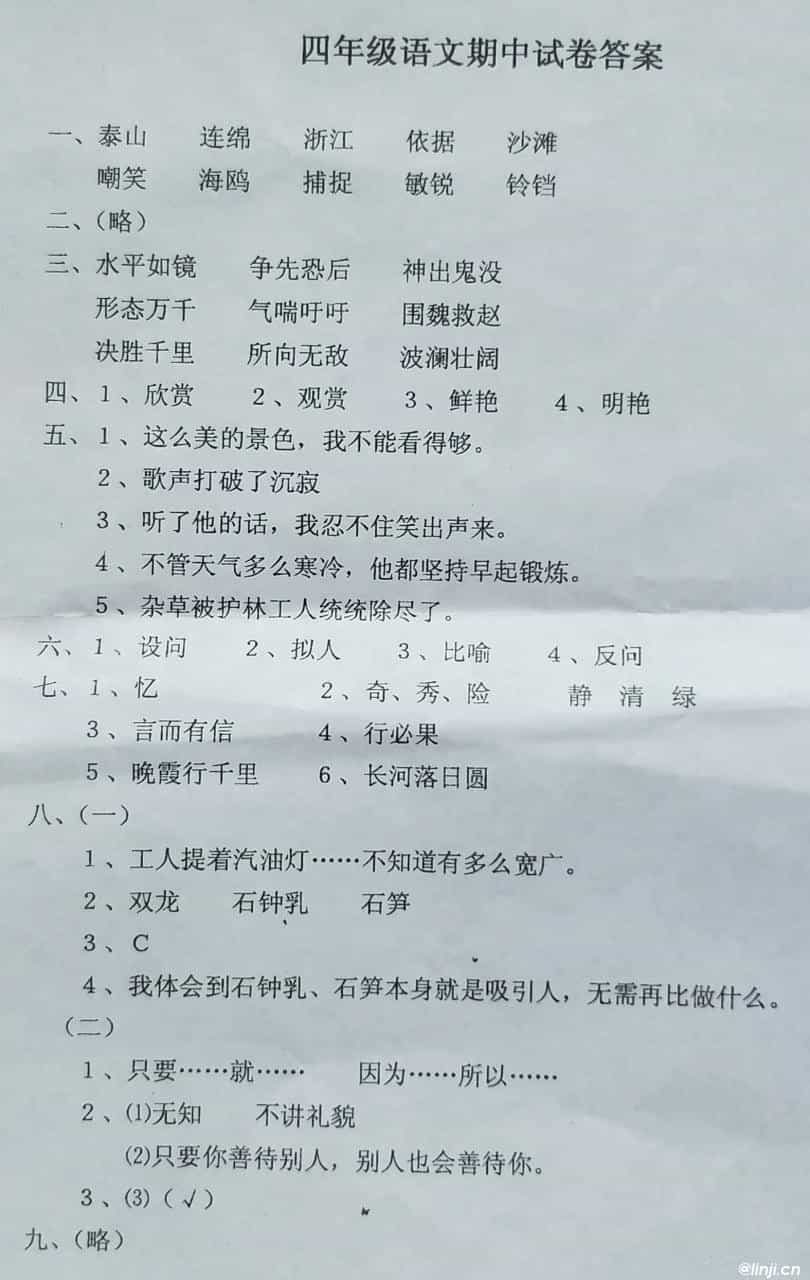 四年级语文期中试卷答案
一、泰山 连绵 浙江 依据 沙滩
嘲笑 海鸥 捕捉 敏锐 铃铛
二、（略）
三、水平如镜 争先恐后 神出鬼没
形态万千 气喘吁吁 围魏救赵
决胜千里 所向无敌 波澜壮阔
四、1、欣赏 2、观赏 3、鲜艳 4、明艳
五、1、这么美的景色，我不能看得够。
2、歌声打破了沉寂
3、听了他的话，我忍不住笑出声来。
4、不管天气多么寒冷，他都坚持早起锻炼。
5、杂草被护林工人统统除尽了。
六、1、设问 2、拟人 3、比喻 4、反问
七、1、忆 2、奇、秀、险 静 清 绿
3、言而有信 4、行必果
5、晚霞行千里 6、长河落日圆
八、（一）
1、工人提着汽油灯……不知道有多么宽广。
2、双龙 石钟乳 石笋
3、C
4、我体会到石钟乳、石笋本身就是吸引人，无需再比做什么。
（二）
1、只要……就…… 因为……所以……
2、⑴无知 不讲礼貌
⑵只要你善待别人，别人也会善待你。
3、⑶（√）
九、（略）
@linji.cn